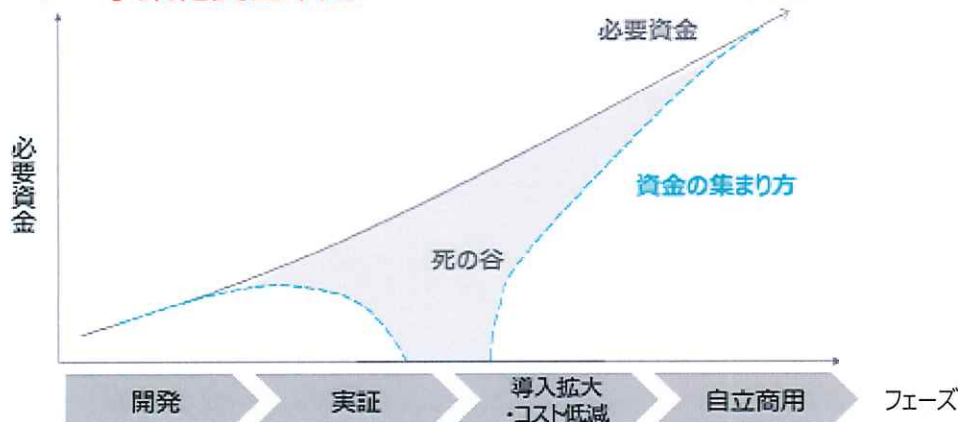 必要資金
必要資金
資金の集まり方
死の谷
開発
実証
導入拡大
・コスト低減
自立商用
フェーズ